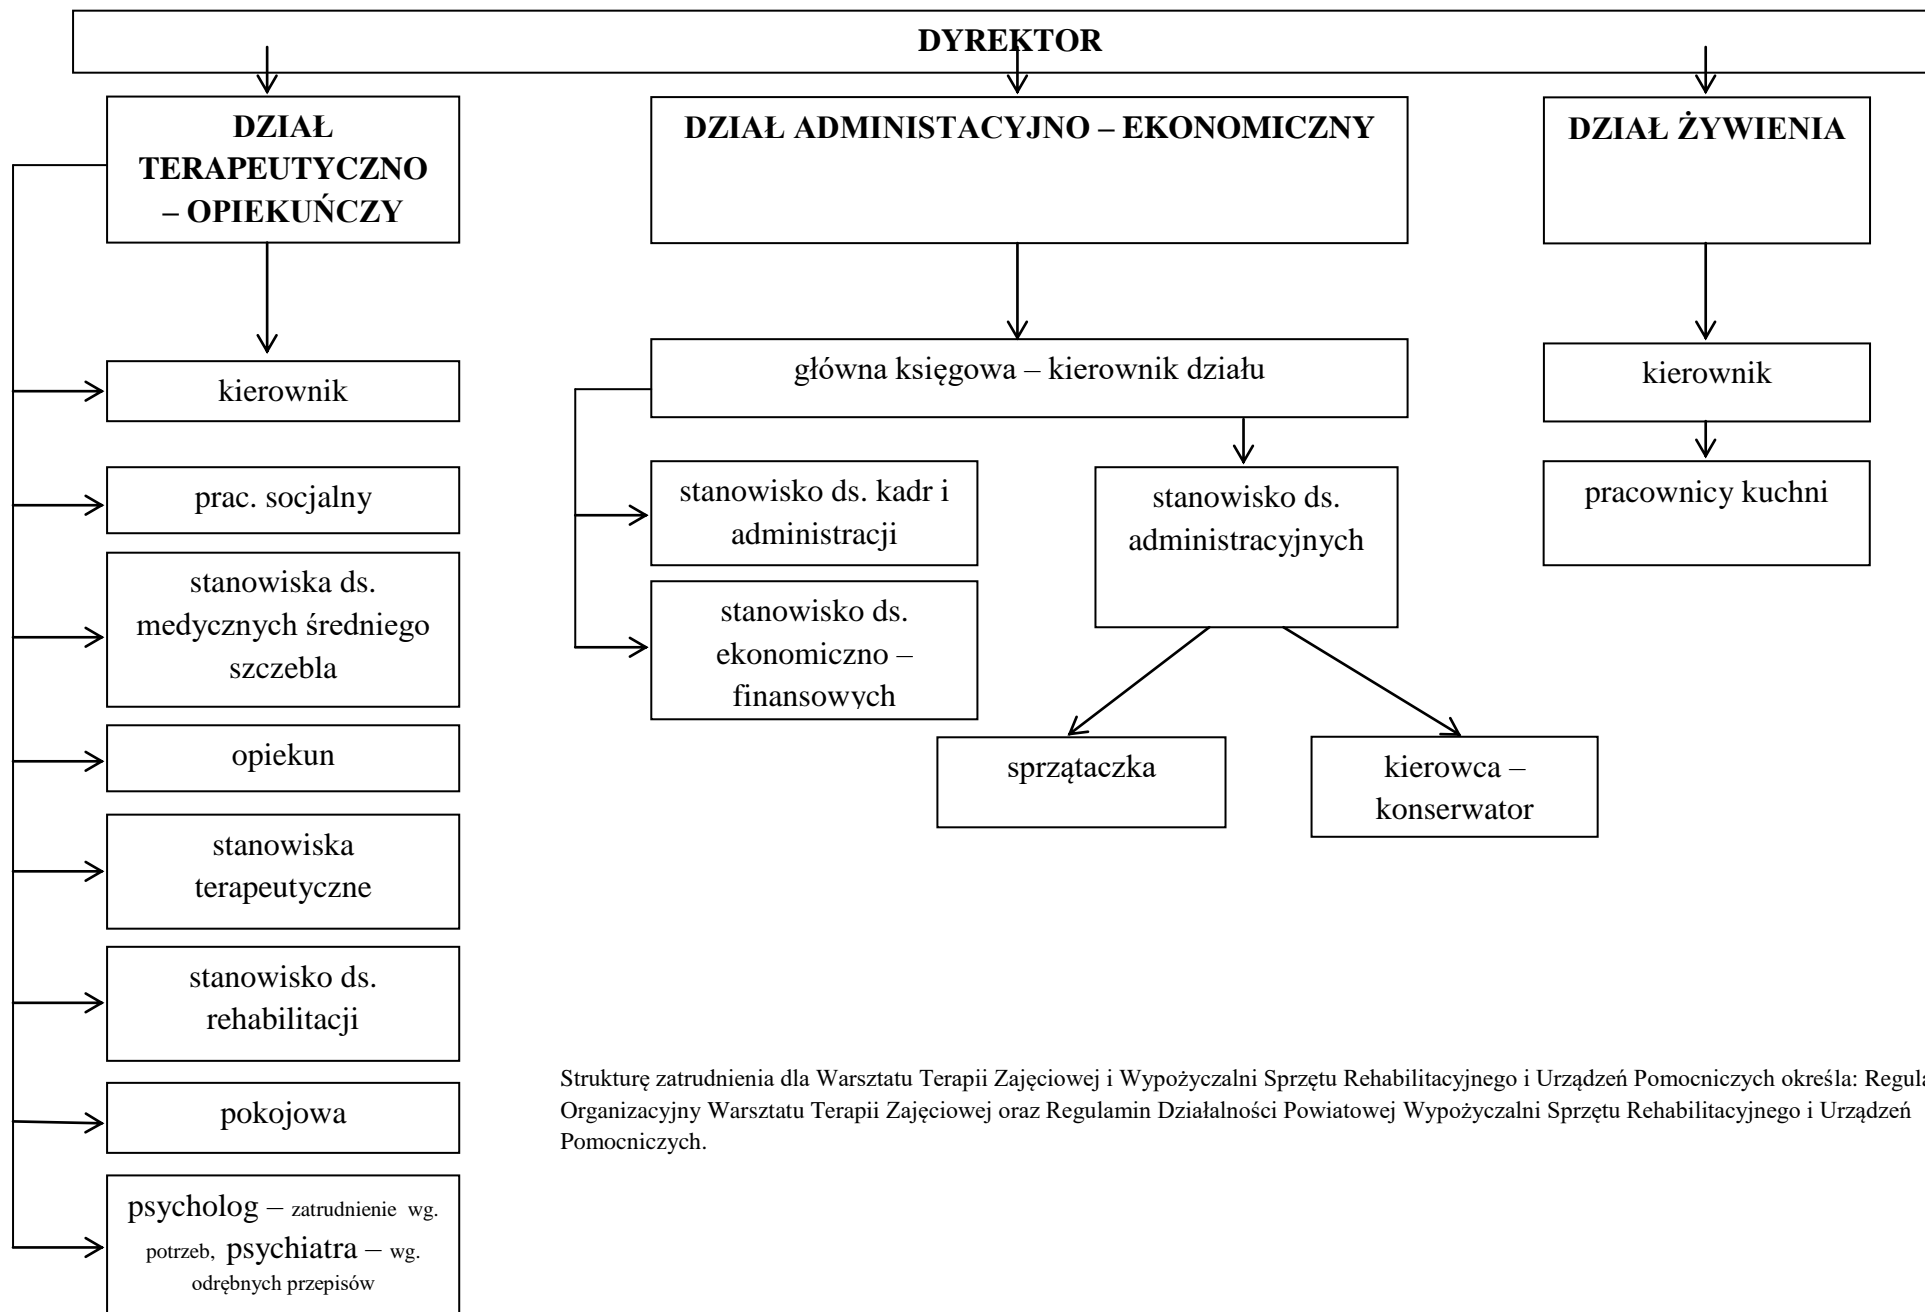 DYREKTOR
DZIAŁ
TERAPEUTYCZNO
– OPIEKUŃCZY
DZIAŁ ADMINISTACYJNO – EKONOMICZNY
DZIAŁ ŻYWIENIA
kierownik
główna księgowa – kierownik działu
kierownik
prac. socjalny
stanowisko ds. kadr i
administracji
stanowisko ds.
administracyjnych
pracownicy kuchni
stanowiska ds.
medycznych średniego
szczebla
stanowisko ds.
ekonomiczno –
finansowych
opiekun
sprzątaczka
kierowca –
konserwator
stanowiska
terapeutyczne
stanowisko ds.
rehabilitacji
pokojowa
psycholog – zatrudnienie wg.
potrzeb, psychiatra – wg.
odrębnych przepisów
Strukturę zatrudnienia dla Warsztatu Terapii Zajęciowej i Wypożyczalni Sprzętu Rehabilitacyjnego i Urządzeń Pomocniczych określa:
Organizacyjny Warsztatu Terapii Zajęciowej oraz Regulamin Działalności Powiatowej Wypożyczalni Sprzętu Rehabilitacyjnego i Urządzeń
Pomocniczych.